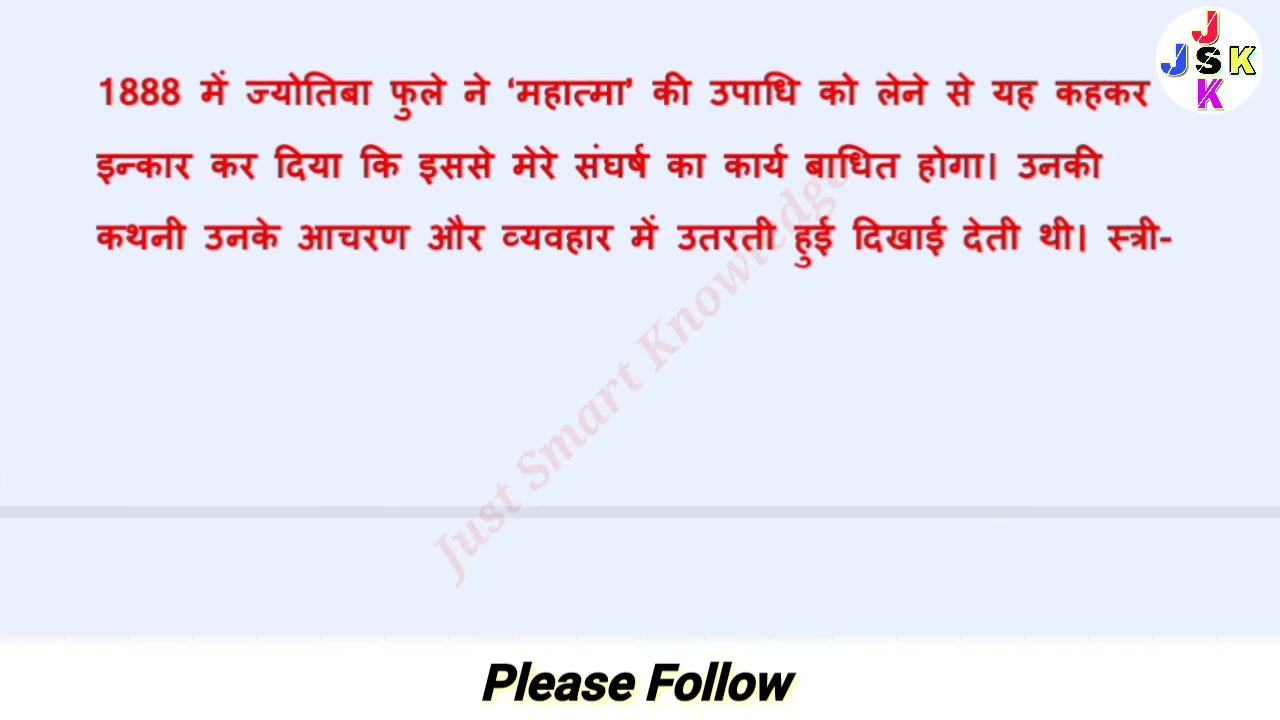 1888 में ज्योतिबा फुले ने ‘महात्मा’ की उपाधि को लेने से यह कहकर
इन्कार कर दिया कि इससे मेरे संघर्ष का कार्य बाधित होगा। उनकी
कथनी उनके आचरण और व्यवहार में उतरती हुई दिखाई देती थी। स्त्री-
Just Smart Knowledge
J
J S K
K
Please Follow